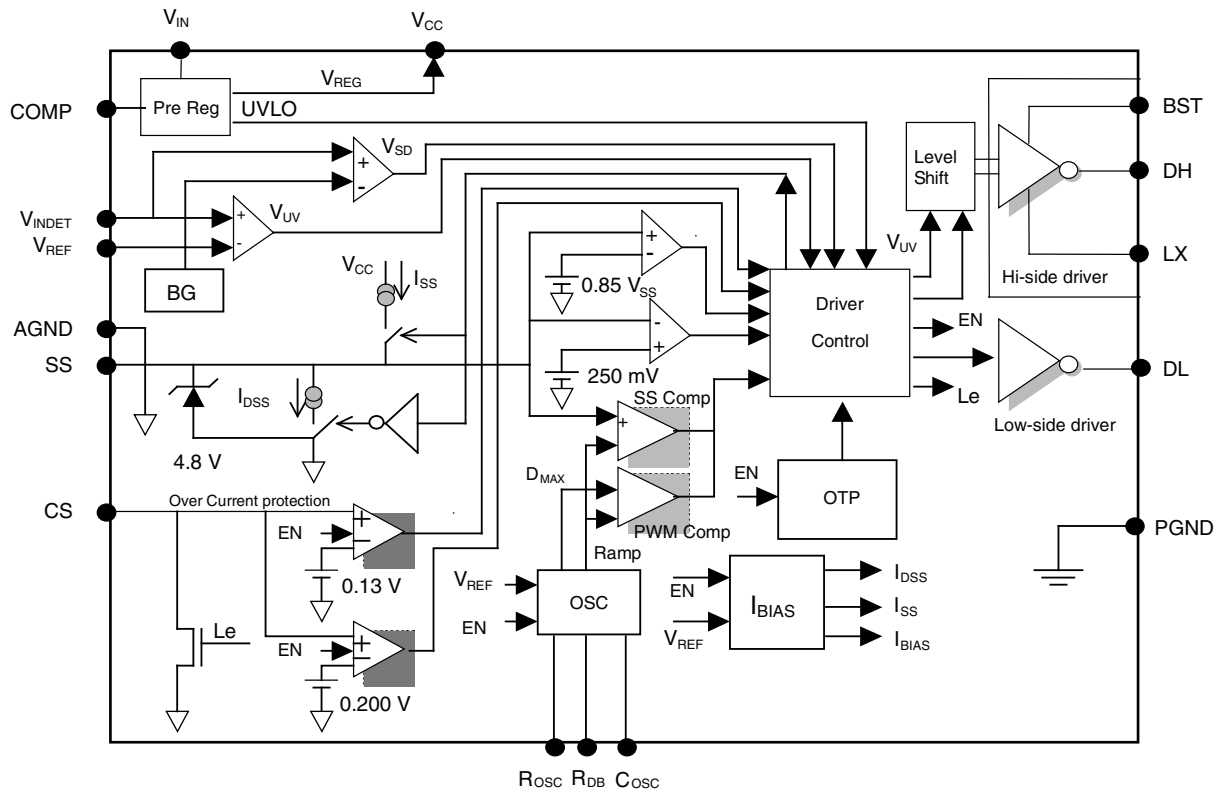 VIN
VCC
VREG
COMP
Pre Reg
UVLO
BST
VSD
Level
Shift
DH
VINDET
VUV
VREF
VUV
LX
VCC
ISS
Hi-side driver
BG
0.85 VSS
Driver
Control
EN
AGND
SS
250 mV
DL
IDSS
Le
SS Comp
Low-side driver
4.8 V
DMAX
EN
OTP
CS
Over Current protection
EN
PWM Comp
PGND
Ramp
0.13 V
VREF
OSC
EN
IBIAS
IDSS
ISS
Le
EN
VREF
IBIAS
EN
0.200 V
ROSC RDB COSC